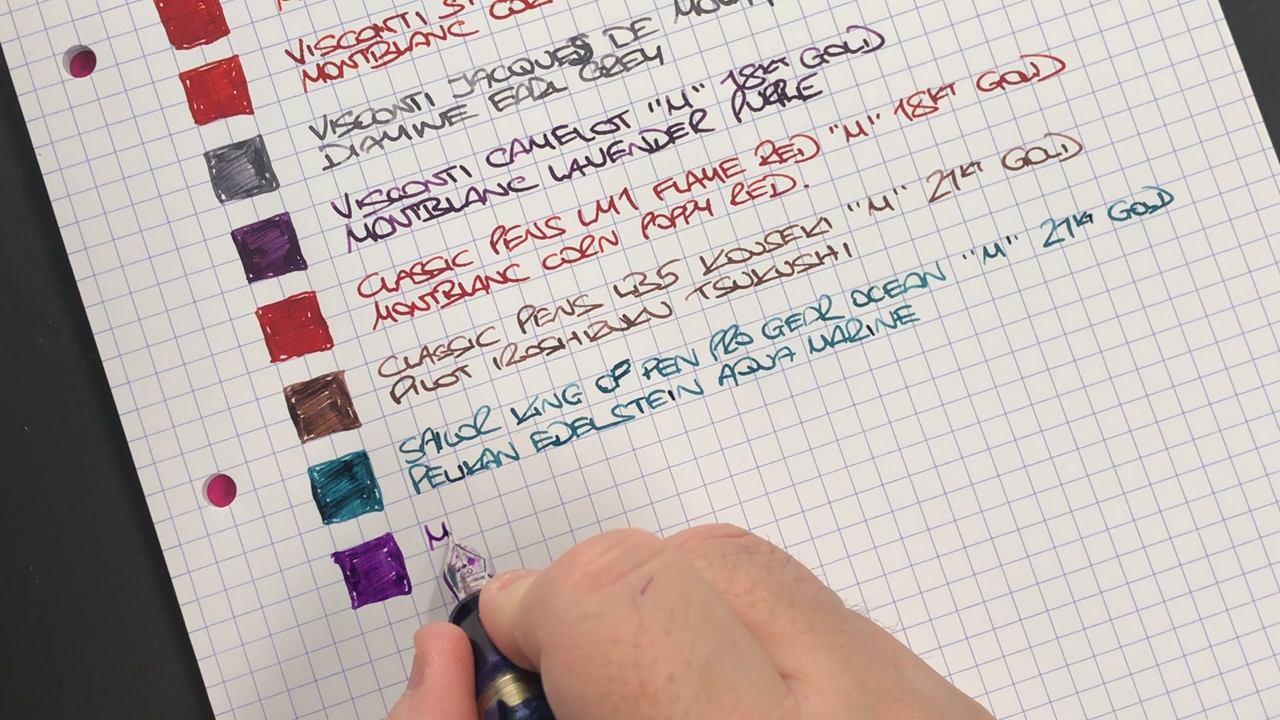 VISCONTI
MONTBLANC CORN
VISCONTI JACQUES DE
DIAMINE EARL GREY
VISCONTI CAMELOT "M" 18KT GOLD
MONTBLANC LAVENDER PURPLE
CLASSIC PENS LM1 FLAME RED "M" 18KT GOLD
MONTBLANC CORN POPPY RED.
CLASSIC PENS LB5 KOUSEKI "M" 21KT GOLD
PILOT IROSHIZUKU TSUKUSHI
SAILOR KING OF PEN PRO GEAR OCEAN "M" 21KT GOLD
PELIKAN EDELSTEIN AQUA MARINE
M